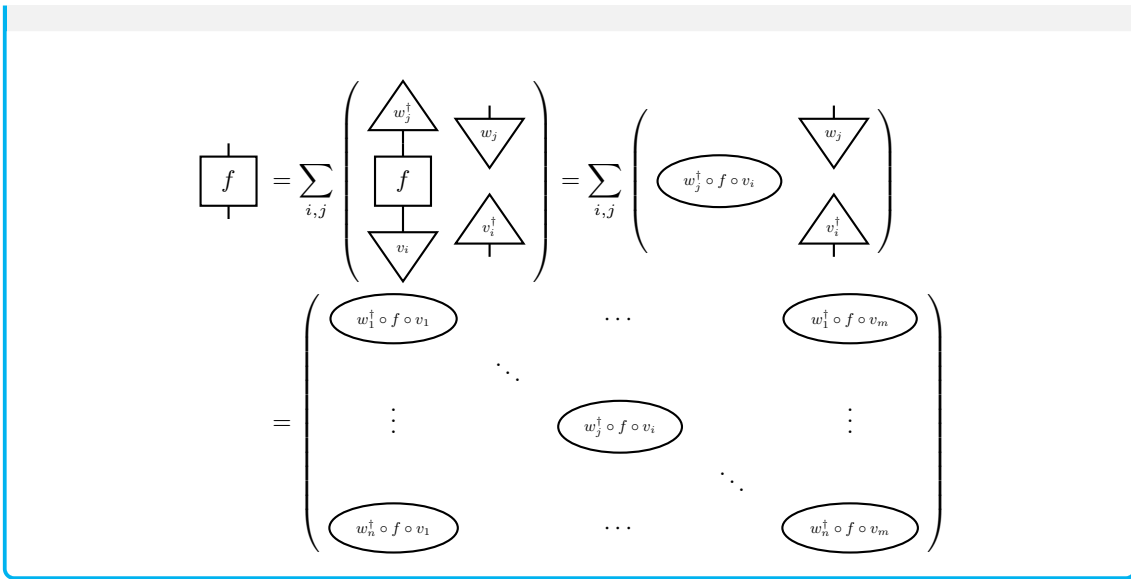 f = ∑_{i,j} ( w_j^† f v_i w_j v_i^† ) = ∑_{i,j} ( w_j^† ∘ f ∘ v_i w_j v_i^† )
= ( w_1^† ∘ f ∘ v_1 ⋯ w_1^† ∘ f ∘ v_m
⋱
⋮ w_j^† ∘ f ∘ v_i ⋮
⋱
w_n^† ∘ f ∘ v_1 ⋯ w_n^† ∘ f ∘ v_m )